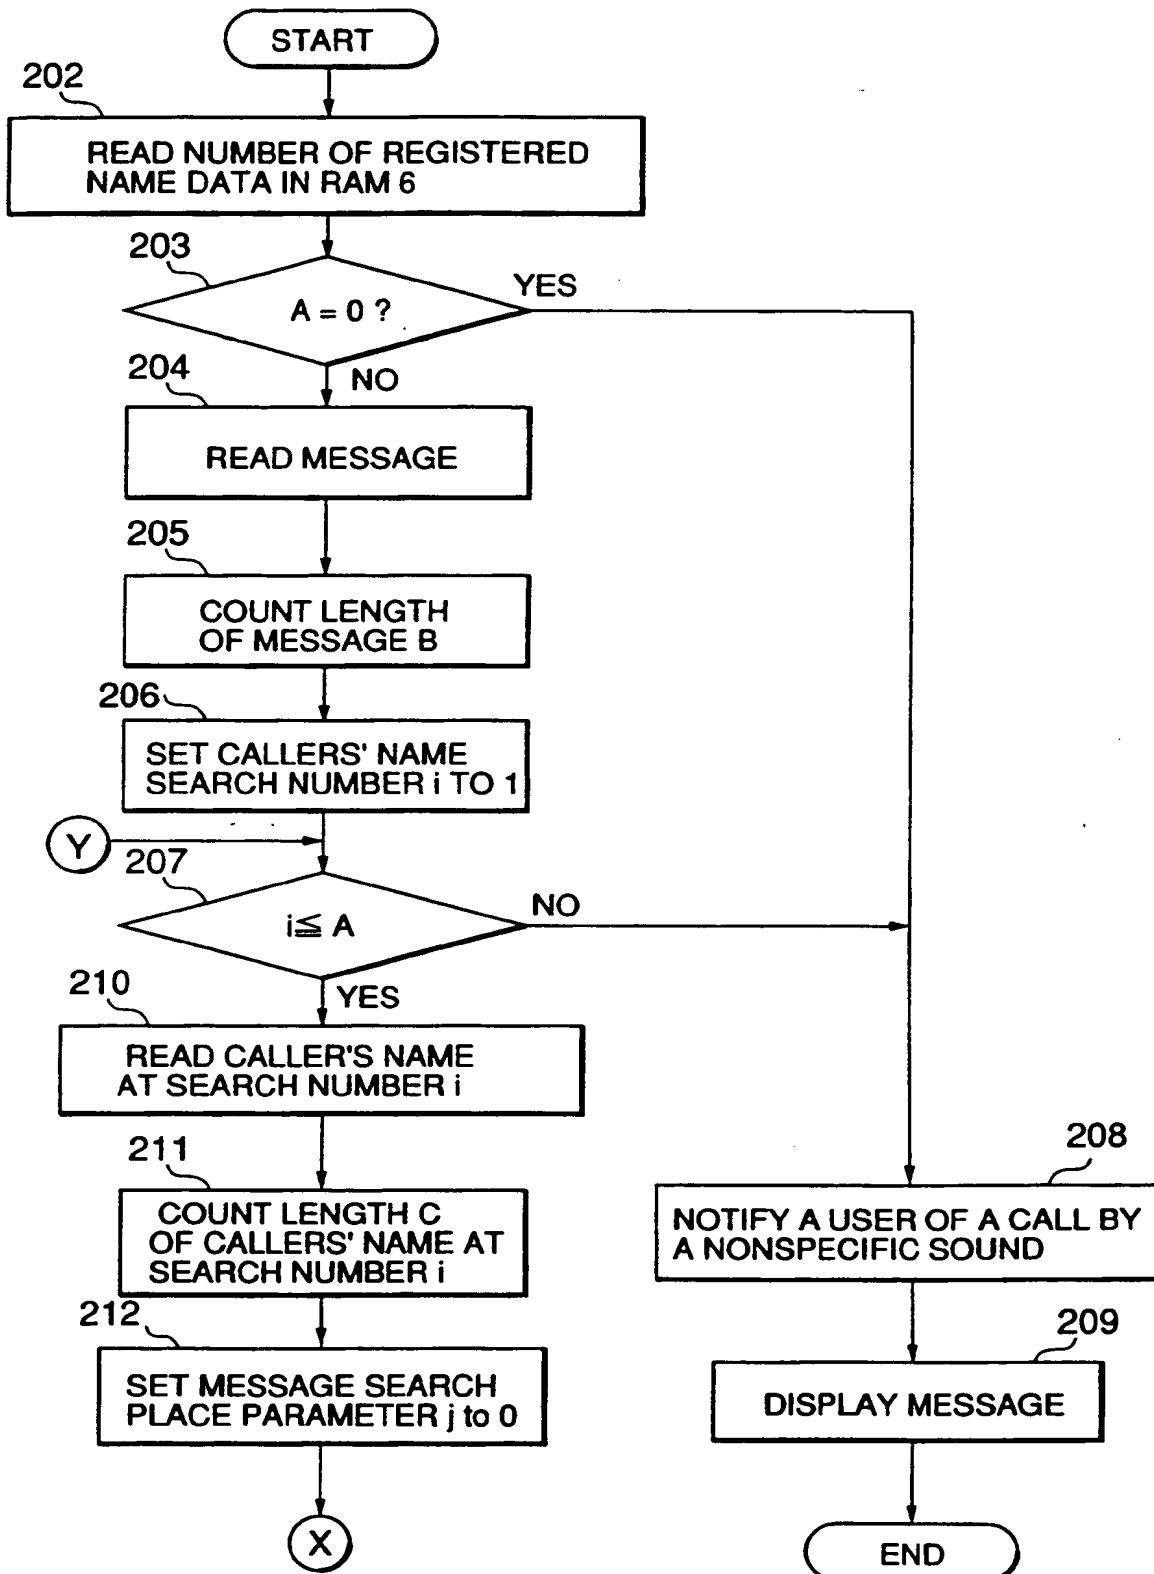 START
202
READ NUMBER OF REGISTERED
NAME DATA IN RAM 6
203
A = 0 ?
YES
NO
204
READ MESSAGE
205
COUNT LENGTH
OF MESSAGE B
206
SET CALLERS' NAME
SEARCH NUMBER i TO 1
Y
207
i≦ A
NO
YES
210
READ CALLER'S NAME
AT SEARCH NUMBER i
211
COUNT LENGTH C
OF CALLERS' NAME AT
SEARCH NUMBER i
212
SET MESSAGE SEARCH
PLACE PARAMETER j to 0
X
208
NOTIFY A USER OF A CALL BY
A NONSPECIFIC SOUND
209
DISPLAY MESSAGE
END